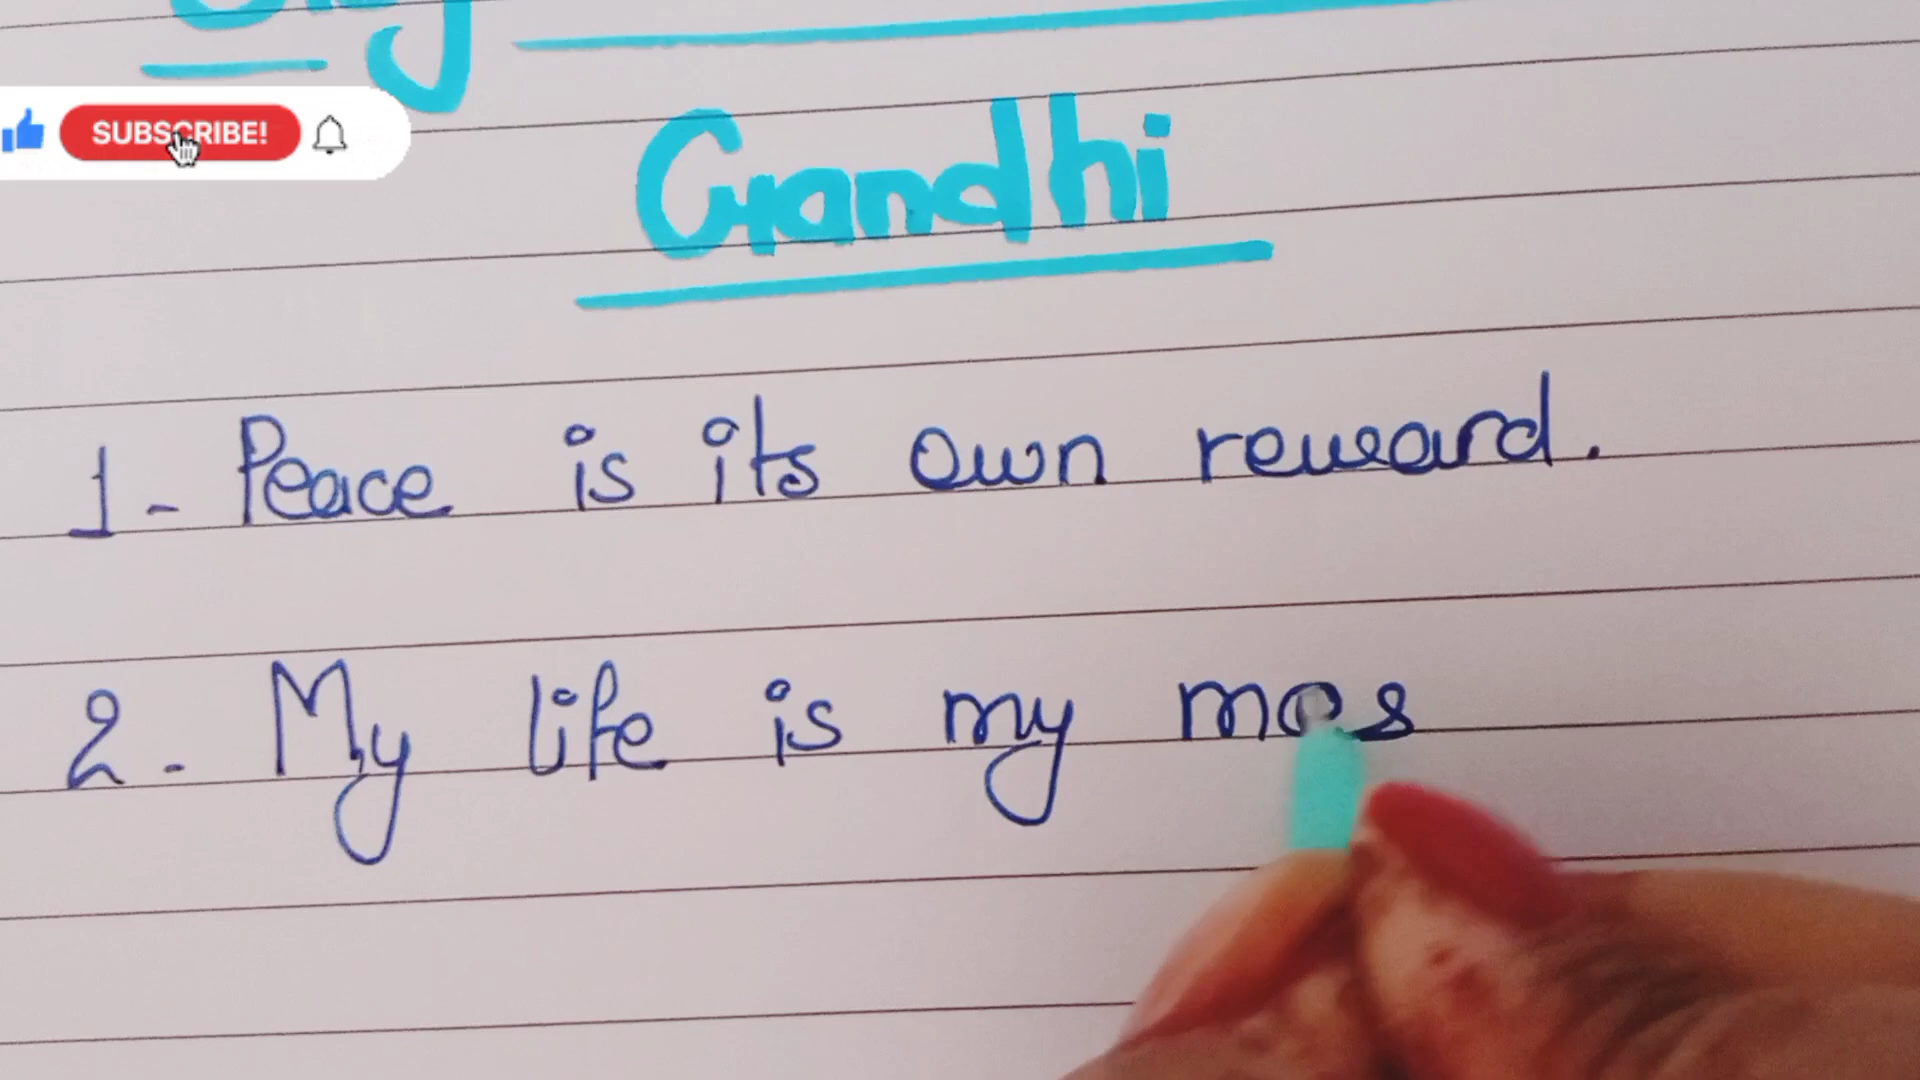 SUBSCRIBE!
Gandhi
1- Peace is its own reward.
2. My life is my mes